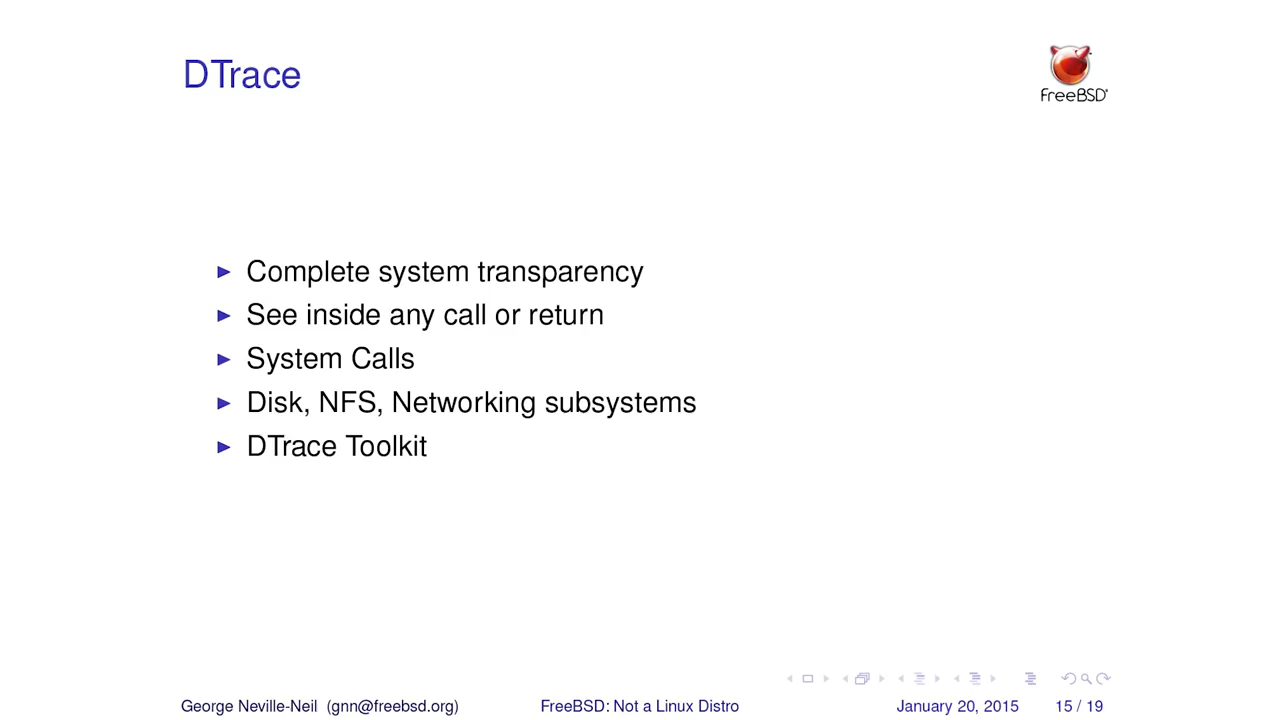 DTrace
FreeBSD
Complete system transparency
See inside any call or return
System Calls
Disk, NFS, Networking subsystems
DTrace Toolkit
George Neville-Neil (gnn@freebsd.org) FreeBSD: Not a Linux Distro January 20, 2015 15 / 19